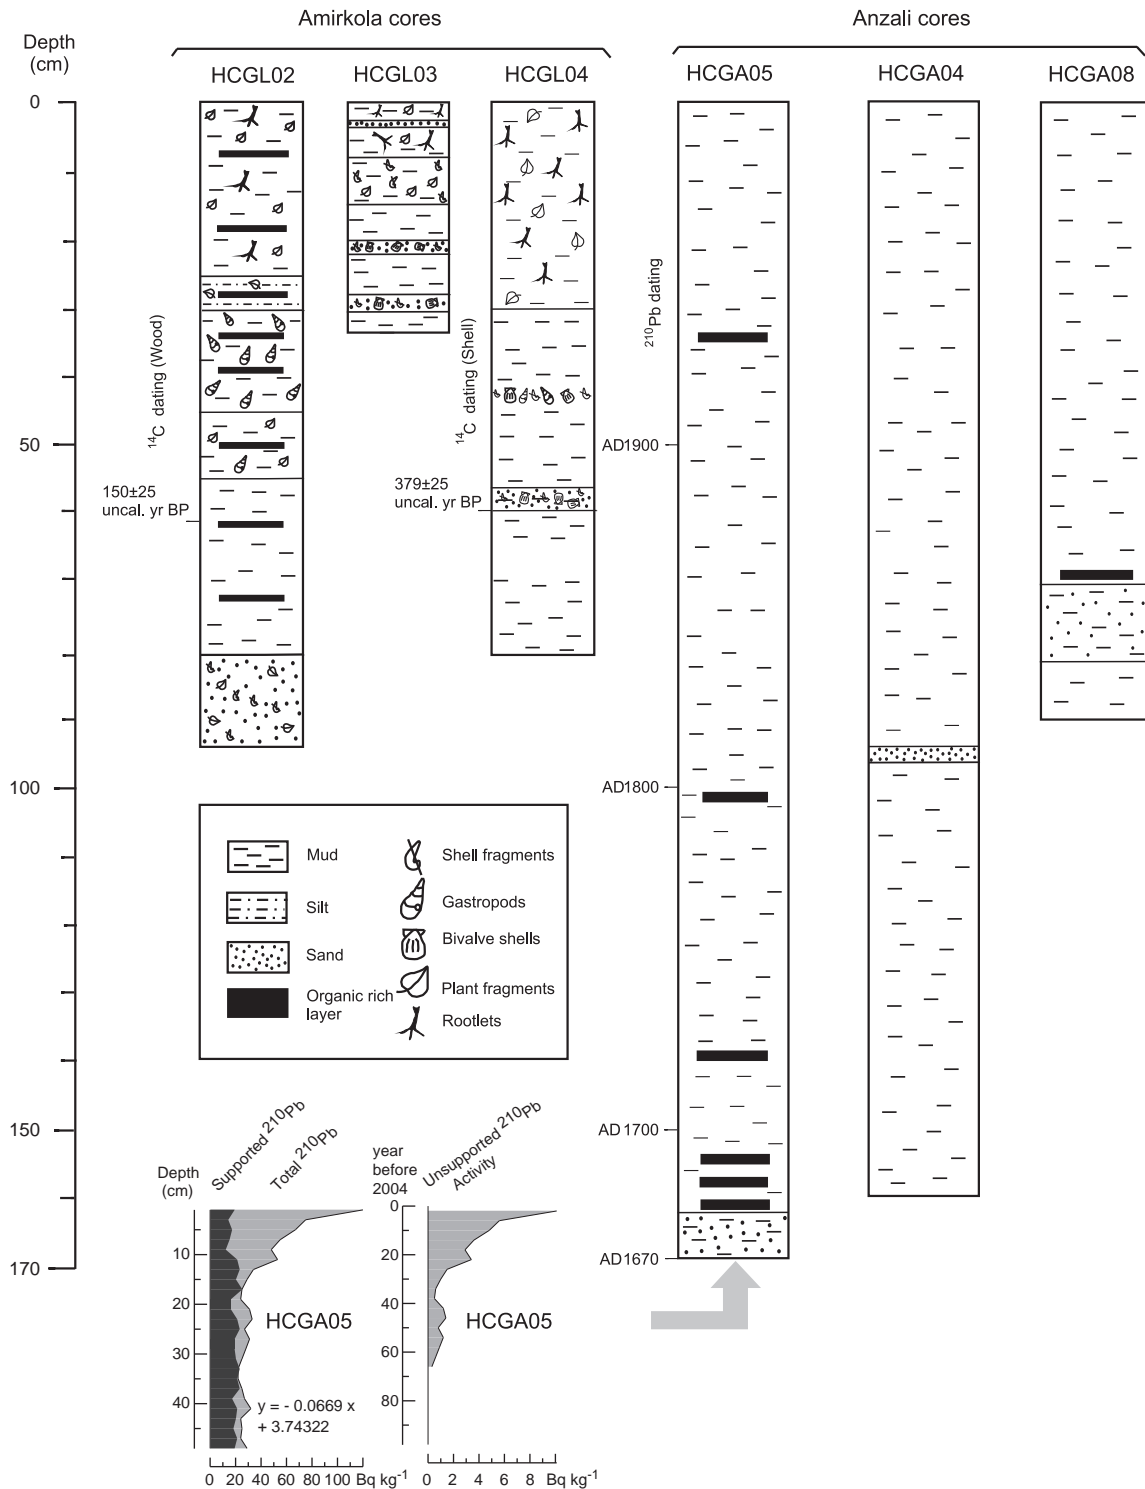 Amirkola cores
Anzali cores
Depth
(cm)
HCGL02
HCGL03
HCGL04
HCGA05
HCGA04
HCGA08
0
50
100
150
170
14C dating (Wood)
150±25
uncal. yr BP
14C dating (Shell)
379±25
uncal. yr BP
210Pb dating
AD1900
AD1800
AD1700
AD1670
Mud
Silt
Sand
Organic rich
layer
Shell fragments
Gastropods
Bivalve shells
Plant fragments
Rootlets
Depth
(cm)
Supported 210Pb
Total 210Pb
10
20
30
40
HCGA05
y = - 0.0669 x
+ 3.74322
0 20 40 60 80 100 Bq kg-1
year
before
2004
Unsupported 210Pb
Activity
0
20
40
60
80
HCGA05
0 2 4 6 8 Bq kg-1